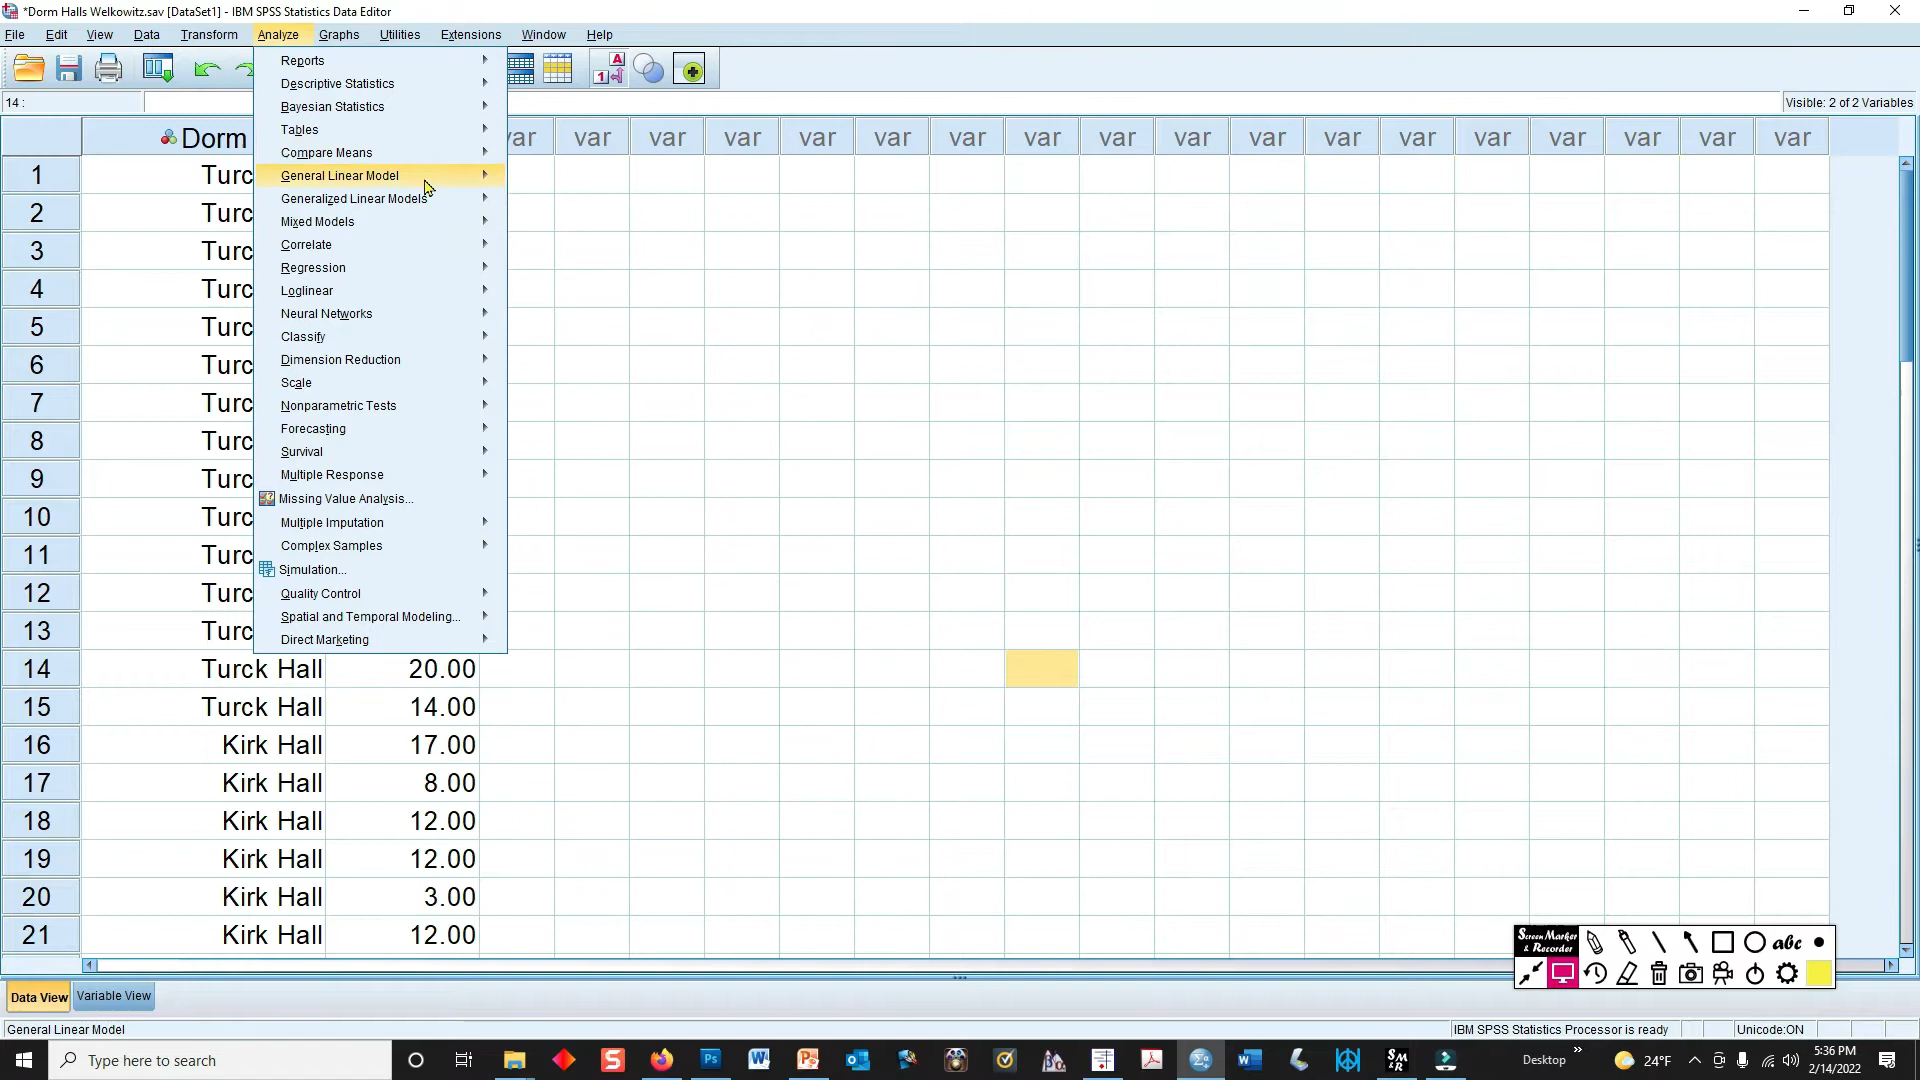 *Dorm Halls Welkowitz.sav [DataSet1] - IBM SPSS Statistics Data Editor
File Edit View Data Transform Analyze Graphs Utilities Extensions Window Help
14 :
Visible: 2 of 2 Variables
Reports
Descriptive Statistics
Bayesian Statistics
Tables
Compare Means
General Linear Model
Generalized Linear Models
Mixed Models
Correlate
Regression
Loglinear
Neural Networks
Classify
Dimension Reduction
Scale
Nonparametric Tests
Forecasting
Survival
Multiple Response
Missing Value Analysis...
Multiple Imputation
Complex Samples
Simulation...
Quality Control
Spatial and Temporal Modeling...
Direct Marketing
Dorm var var var var var var var var var var var var var var var var var var
1 Turc
2 Turc
3 Turc
4 Turc
5 Turc
6 Turc
7 Turc
8 Turc
9 Turc
10 Turc
11 Turc
12 Turc
13 Turc
14 Turck Hall 20.00
15 Turck Hall 14.00
16 Kirk Hall 17.00
17 Kirk Hall 8.00
18 Kirk Hall 12.00
19 Kirk Hall 12.00
20 Kirk Hall 3.00
21 Kirk Hall 12.00
Screen Marker
& Recorder
abc
Data View Variable View
General Linear Model
IBM SPSS Statistics Processor is ready
Unicode:ON
Type here to search
Desktop
24°F
5:36 PM
2/14/2022